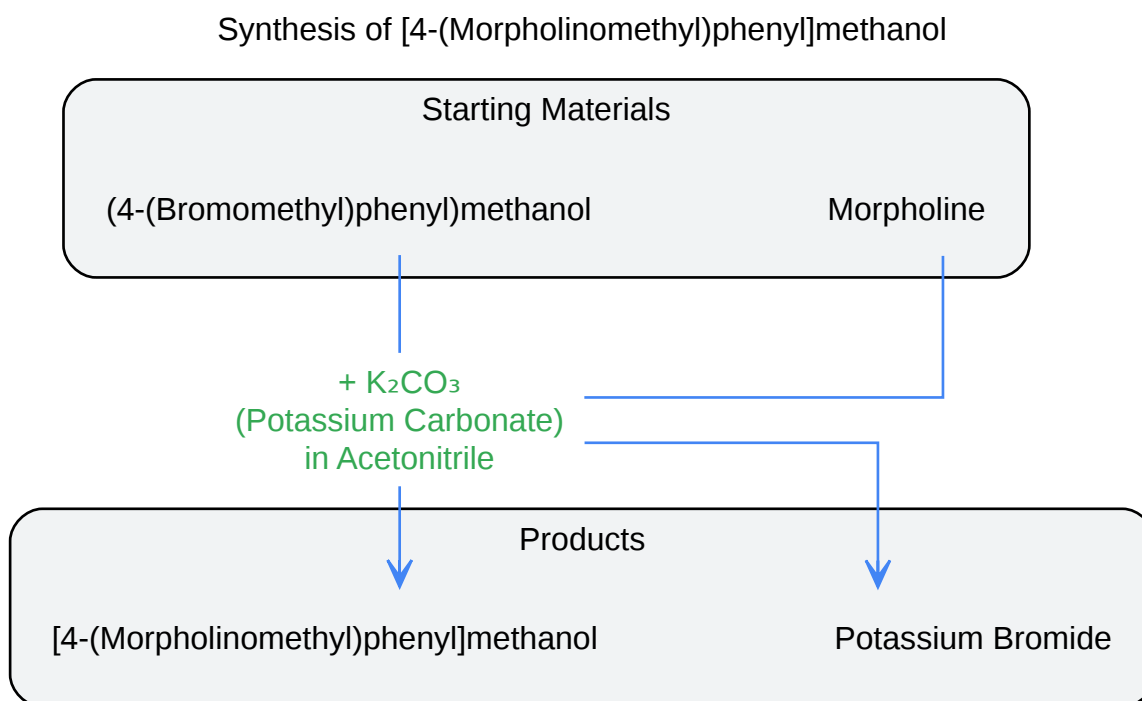 Synthesis of [4-(Morpholinomethyl)phenyl]methanol
Starting Materials
(4-(Bromomethyl)phenyl)methanol
Morpholine
+ K₂CO₃
(Potassium Carbonate)
in Acetonitrile
Products
[4-(Morpholinomethyl)phenyl]methanol
Potassium Bromide